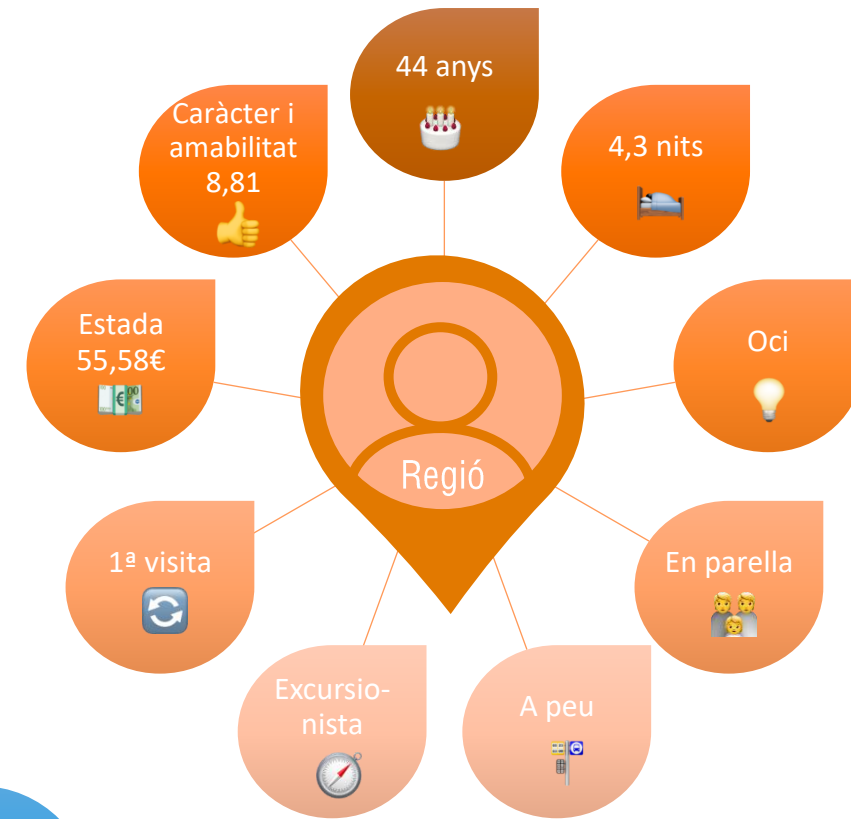 44 anys
4,3 nits
Oci
En parella
A peu
Excursio-
nista
1ª visita
Estada
55,58€
Caràcter i
amabilitat
8,81
Regió